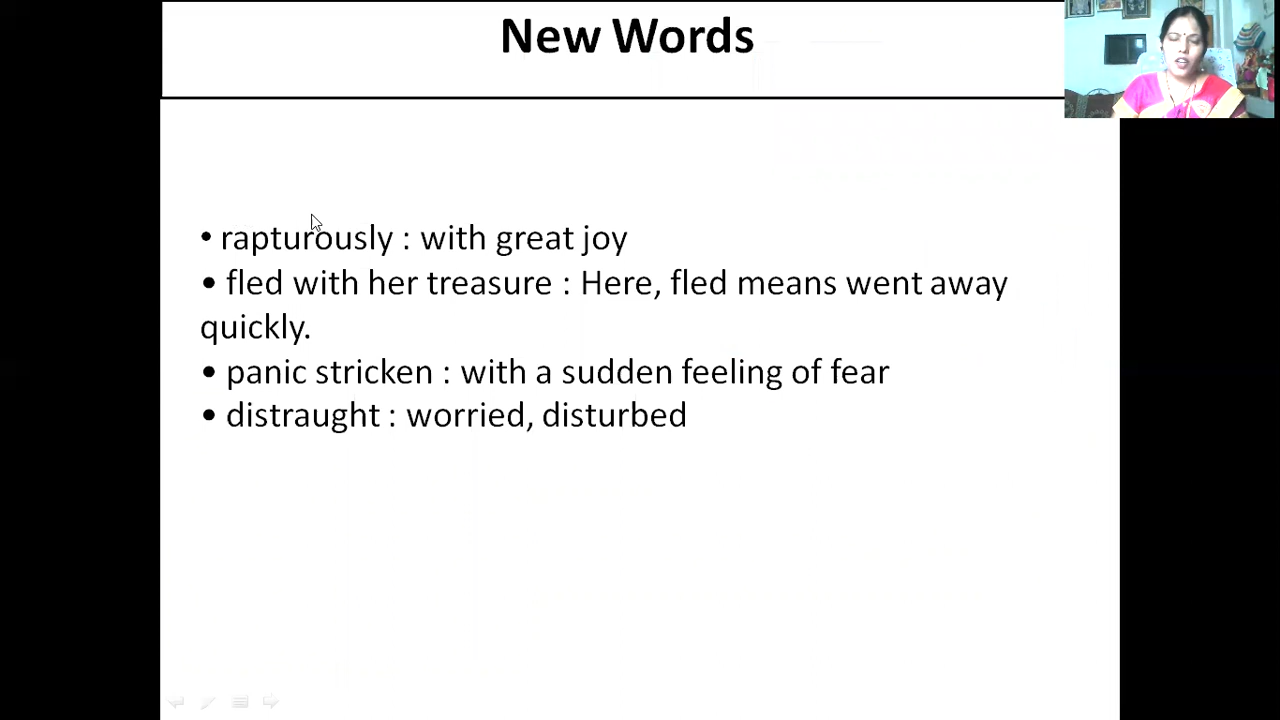 New Words
• rapturously : with great joy
• fled with her treasure : Here, fled means went away
quickly.
• panic stricken : with a sudden feeling of fear
• distraught : worried, disturbed